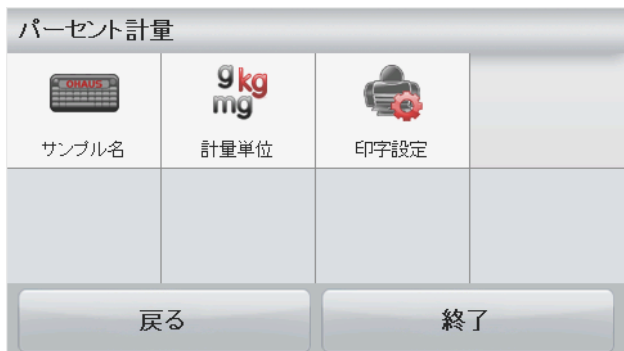 パーセント計量
OHAUS
g kg
mg
サンプル名
計量単位
印字設定
戻る
終了